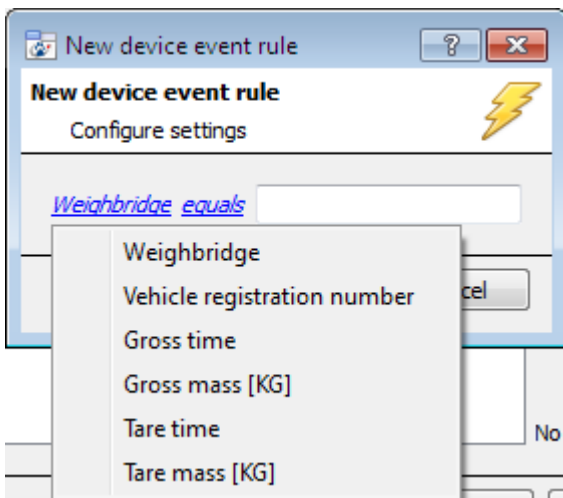 New device event rule
New device event rule
Configure settings
Weighbridge equals
Weighbridge
Vehicle registration number
cel
Gross time
Gross mass [KG]
Tare time
No
Tare mass [KG]